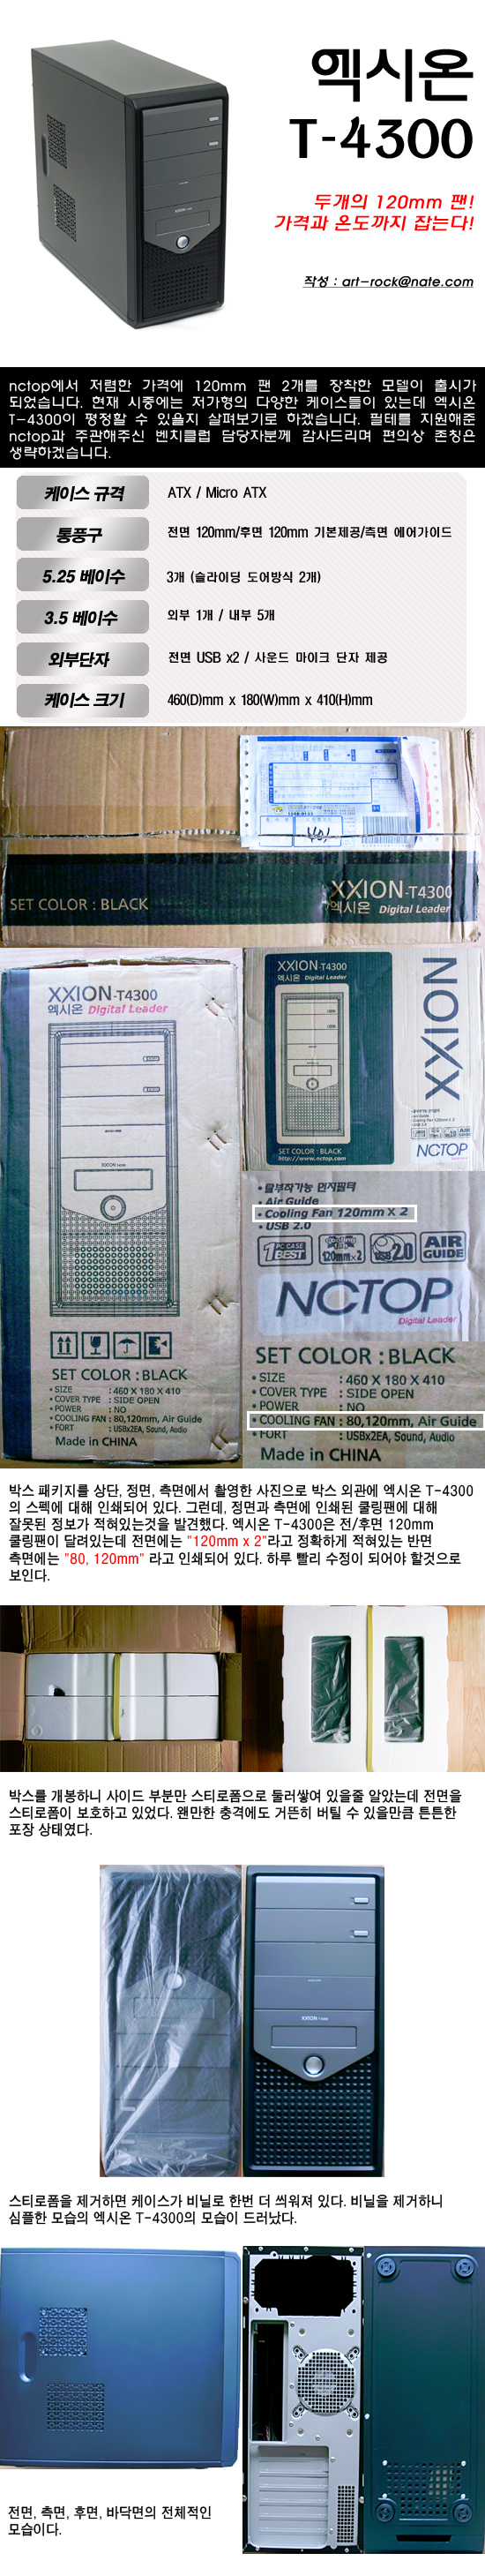 엑시온
T-4300
두개의 120mm 팬!
가격과 온도까지 잡는다!
작성 : art-rock@nate.com
nctop에서 저렴한 가격에 120mm 팬 2개를 장착한 모델이 출시가
되었습니다. 현재 시중에는 저가형의 다양한 케이스들이 있는데 엑시온
T-4300이 평정할 수 있을지 살펴보기로 하겠습니다. 필테를 지원해준
nctop과 주관해주신 벤치클럽 담당자분께 감사드리며 편의상 존칭은
생략하겠습니다.
케이스 규격 ATX / Micro ATX
통풍구 전면 120mm/후면 120mm 기본제공/측면 에어가이드
5.25 베이수 3개 (슬라이딩 도어방식 2개)
3.5 베이수 외부 1개 / 내부 5개
외부단자 전면 USB x2 / 사운드 마이크 단자 제공
케이스 크기 460(D)mm x 180(W)mm x 410(H)mm
SET COLOR : BLACK
XXION-T4300
엑시온 Digital Leader
XXION-T4300
엑시온 Digital Leader
XXION
SET COLOR : BLACK
• SIZE : 460 X 180 X 410
• COVER TYPE : SIDE OPEN
• POWER : NO
• COOLING FAN : 80,120mm, Air Guide
• FORT : USBx2EA, Sound, Audio
Made in CHINA
XXION-T4300
엑시온 Digital Leader
SET COLOR : BLACK
http://www.nctop.com
XXION
NCTOP
• Air Guide
• Cooling Fan 120mm X 2
• USB 2.0
1 PC CASE BEST
120mm×2
USB 2.0
AIR GUIDE
NCTOP
Digital Leader
SET COLOR : BLACK
• SIZE : 460 X 180 X 410
• COVER TYPE : SIDE OPEN
• POWER : NO
• COOLING FAN : 80,120mm, Air Guide
• FORT : USBx2EA, Sound, Audio
Made in CHINA
박스 패키지를 상단, 정면, 측면에서 촬영한 사진으로 박스 외관에 엑시온 T-4300
의 스펙에 대해 인쇄되어 있다. 그런데, 정면과 측면에 인쇄된 쿨링팬에 대해
잘못된 정보가 적혀있는것을 발견했다. 엑시온 T-4300은 전/후면 120mm
쿨링팬이 달려있는데 전면에는 "120mm x 2"라고 정확하게 적혀있는 반면
측면에는 "80, 120mm" 라고 인쇄되어 있다. 하루 빨리 수정이 되어야 할것으로
보인다.
박스를 개봉하니 사이드 부분만 스티로폼으로 둘러쌓여 있을줄 알았는데 전면을
스티로폼이 보호하고 있었다. 왠만한 충격에도 거뜬히 버틸 수 있을만큼 튼튼한
포장 상태였다.
XXION
스티로폼을 제거하면 케이스가 비닐로 한번 더 씌워져 있다. 비닐을 제거하니
심플한 모습의 엑시온 T-4300의 모습이 드러났다.
전면, 측면, 후면, 바닥면의 전체적인
모습이다.